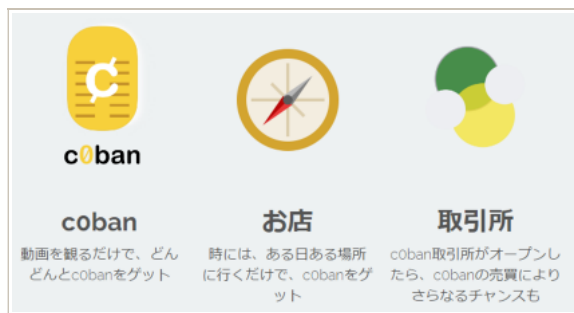 c0ban
c0ban
動画を観るだけで、どん
どんとc0banをゲット
お店
時には、ある日ある場所
に行くだけで、c0banをゲ
ット
取引所
c0ban取引所がオープンし
たら、c0banの売買により
さらなるチャンスも